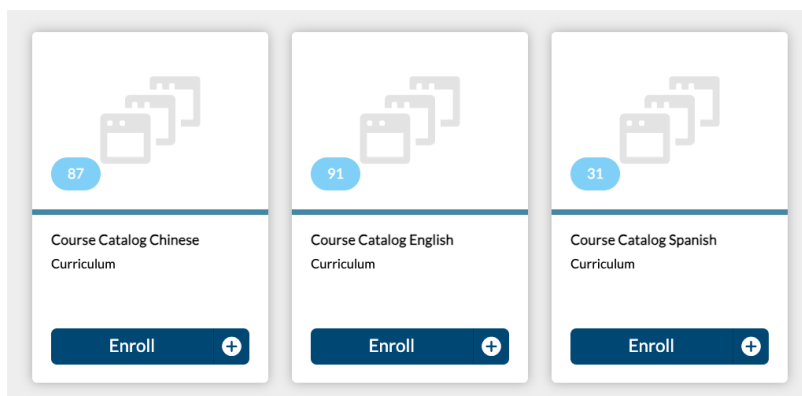 87
Course Catalog Chinese
Curriculum
Enroll
91
Course Catalog English
Curriculum
Enroll
31
Course Catalog Spanish
Curriculum
Enroll